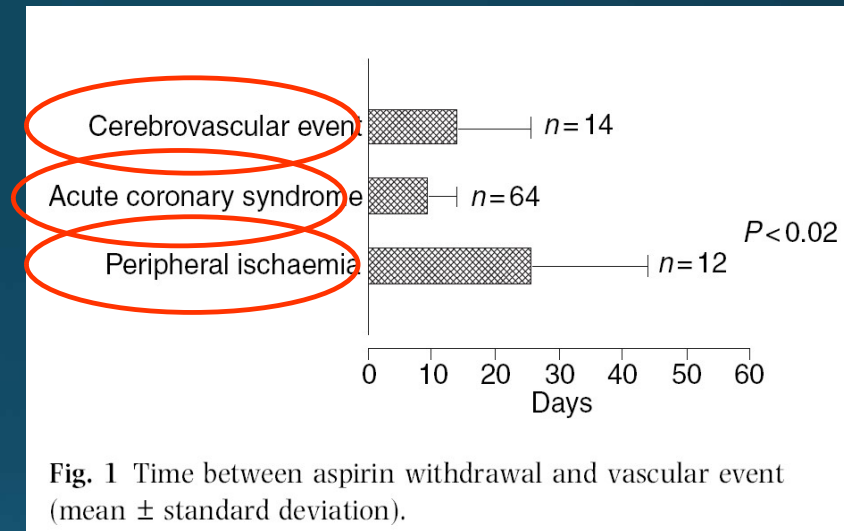 Cerebrovascular event n=14
Acute coronary syndrome n=64
P<0.02
Peripheral ischaemia n=12
0 10 20 30 40 50 60
Days
Fig. 1 Time between aspirin withdrawal and vascular event
(mean ± standard deviation).